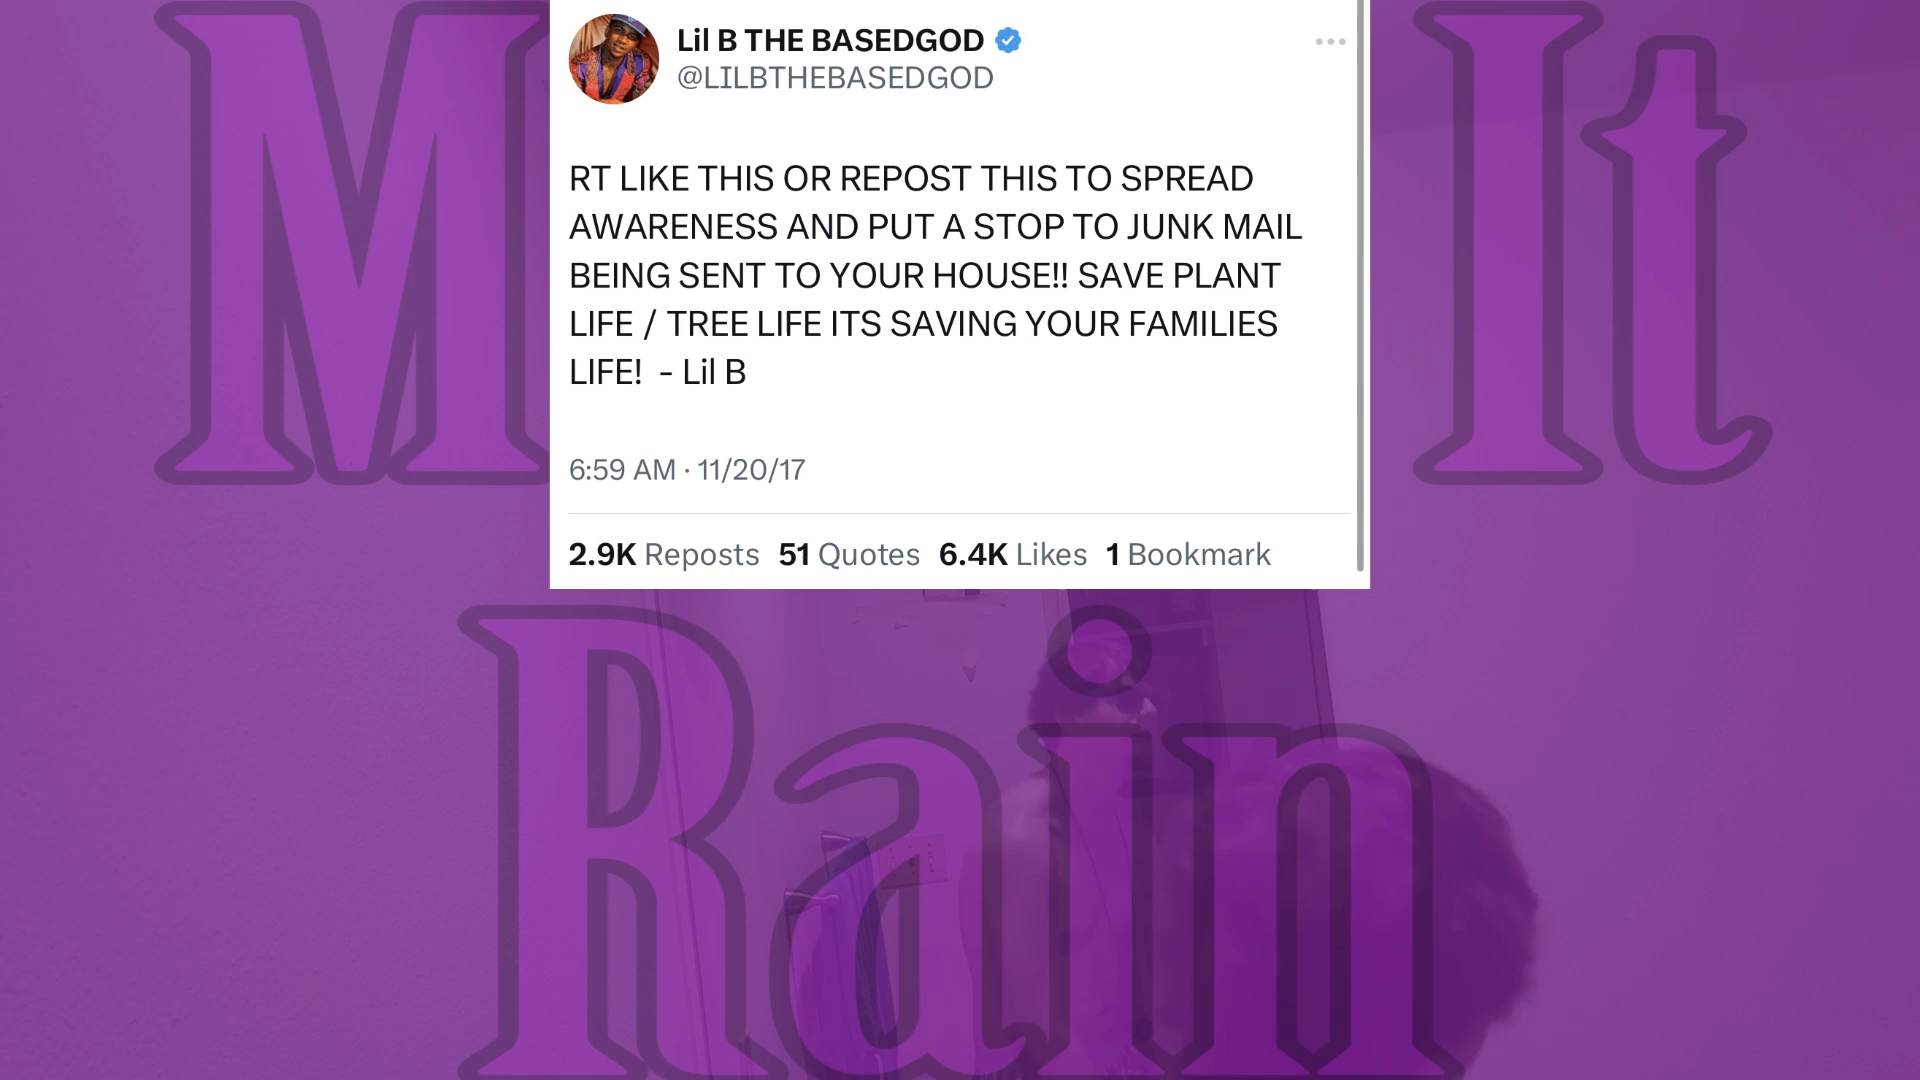 Lil B THE BASEDGOD
@LILBTHEBASEDGOD
RT LIKE THIS OR REPOST THIS TO SPREAD
AWARENESS AND PUT A STOP TO JUNK MAIL
BEING SENT TO YOUR HOUSE!! SAVE PLANT
LIFE / TREE LIFE ITS SAVING YOUR FAMILIES
LIFE!  - Lil B
6:59 AM · 11/20/17
2.9K Reposts 51 Quotes 6.4K Likes 1 Bookmark
M It
Rain